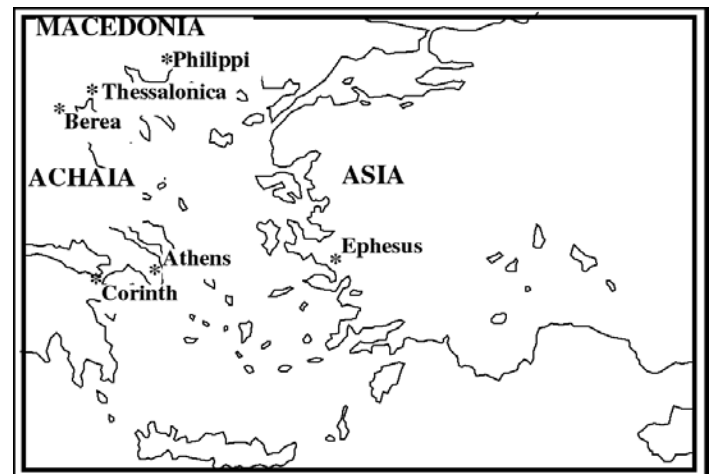 MACEDONIA
*Philippi
*Thessalonica
*Berea
ACHAIA
ASIA
*Ephesus
*Athens
*Corinth